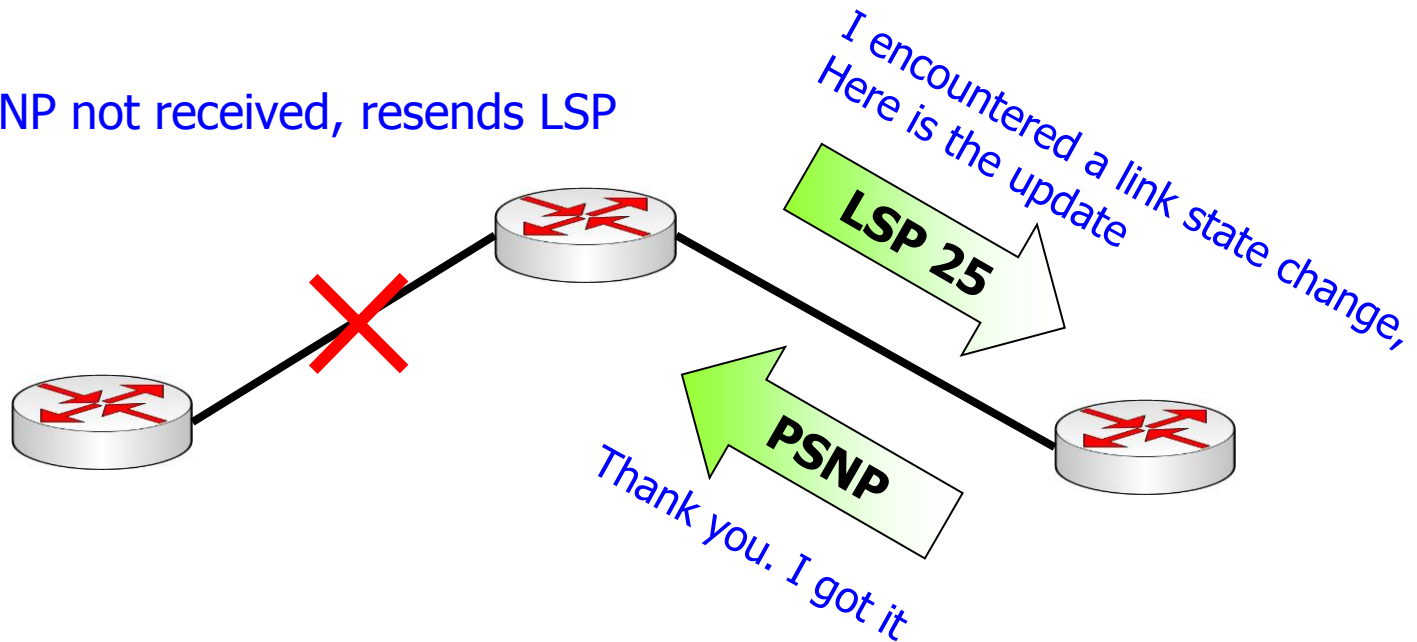 NP not received, resends LSP
I encountered a link state change,
Here is the update
LSP 25
PSNP
Thank you. I got it